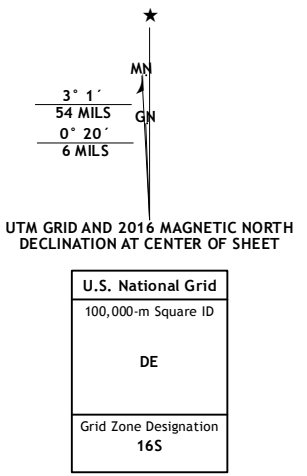 ★
MN
3° 1´
54 MILS
GN
0° 20´
6 MILS
UTM GRID AND 2016 MAGNETIC NORTH
DECLINATION AT CENTER OF SHEET
U.S. National Grid
100,000-m Square ID
DE
Grid Zone Designation
16S